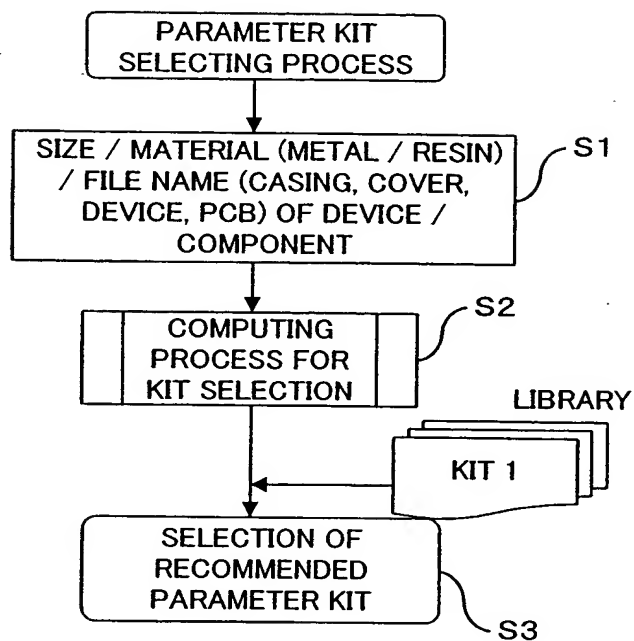 PARAMETER KIT
SELECTING PROCESS
SIZE / MATERIAL (METAL / RESIN)
/ FILE NAME (CASING, COVER,
DEVICE, PCB) OF DEVICE /
COMPONENT
S1
COMPUTING
PROCESS FOR
KIT SELECTION
S2
LIBRARY
KIT 1
SELECTION OF
RECOMMENDED
PARAMETER KIT
S3